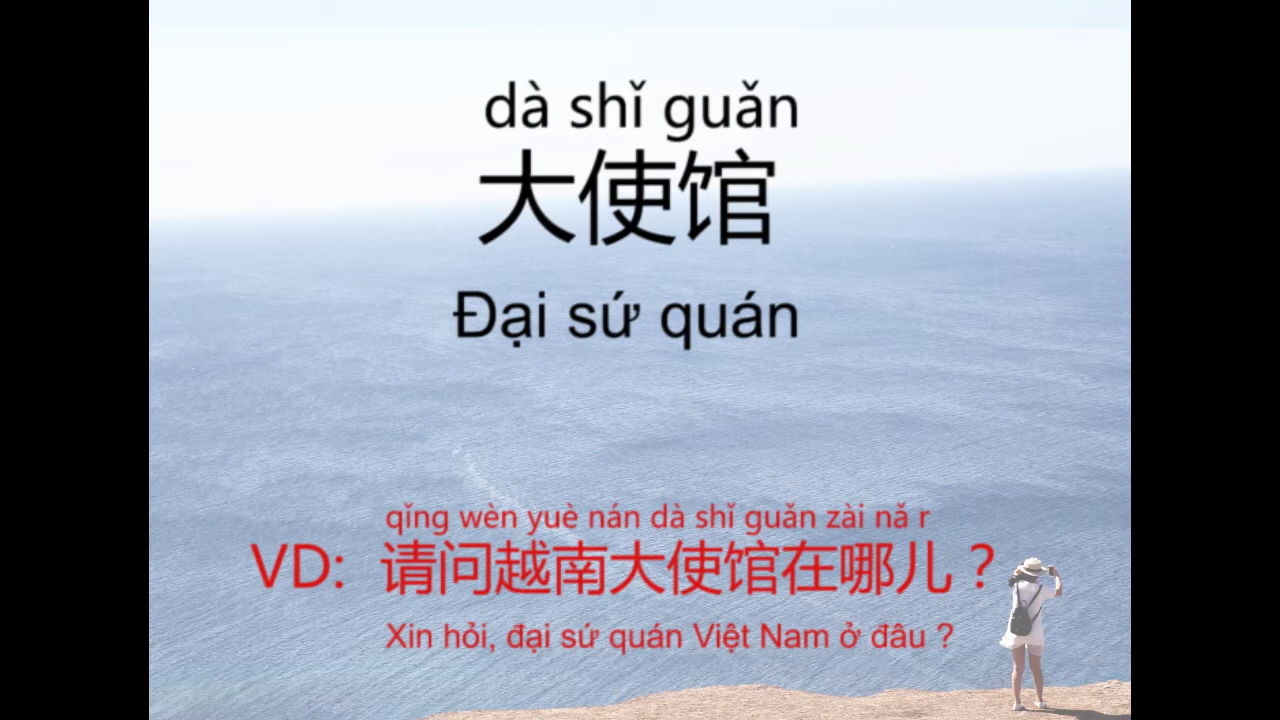 dà shǐ guǎn
大使馆
Đại sứ quán
qǐng wèn yuè nán dà shǐ guǎn zài nǎ r
VD: 请问越南大使馆在哪儿？
Xin hỏi, đại sứ quán Việt Nam ở đâu ?